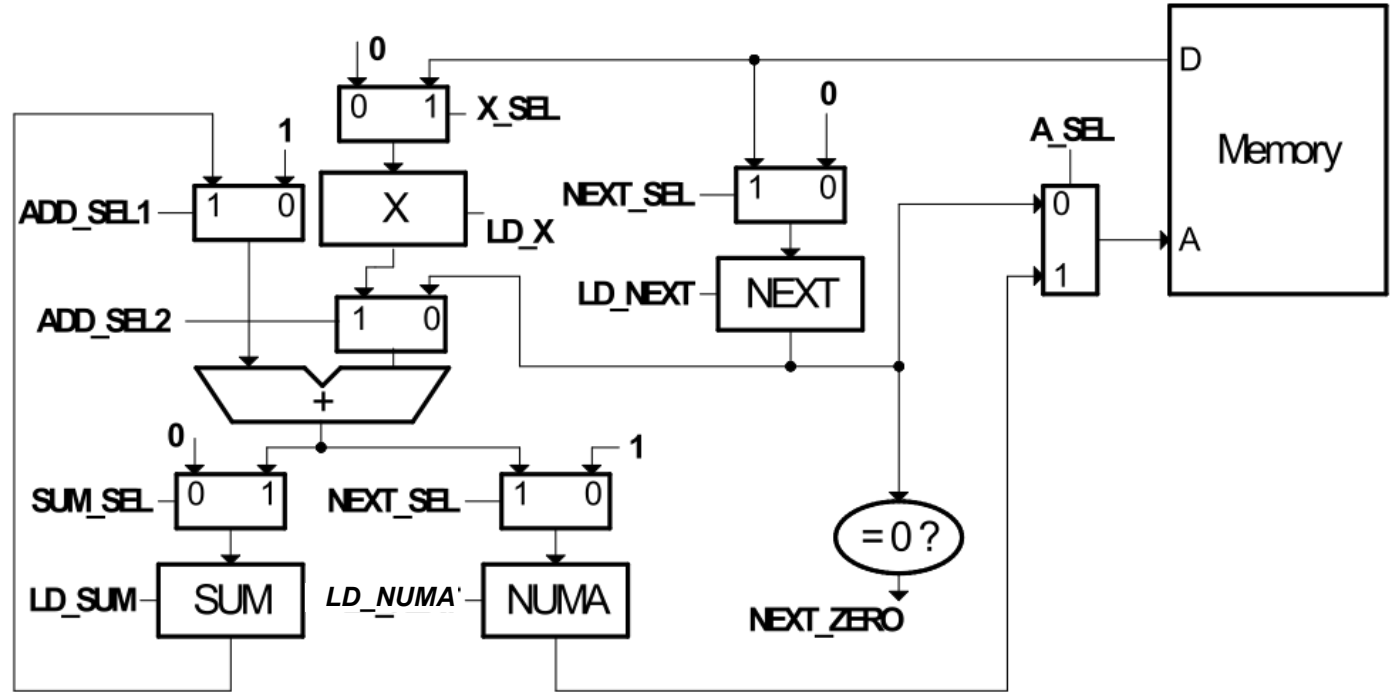 0
D
0 1
X_SEL
0
1
A_SEL
Memory
ADD_SEL1
1 0
X
LD_X
NEXT_SEL
1 0
0
A
1
ADD_SEL2
1 0
LD_NEXT
NEXT
+
0
1
SUM_SEL
0 1
NEXT_SEL
1 0
=0?
LD_SUM
SUM
LD_NUMA
NUMA
NEXT_ZERO